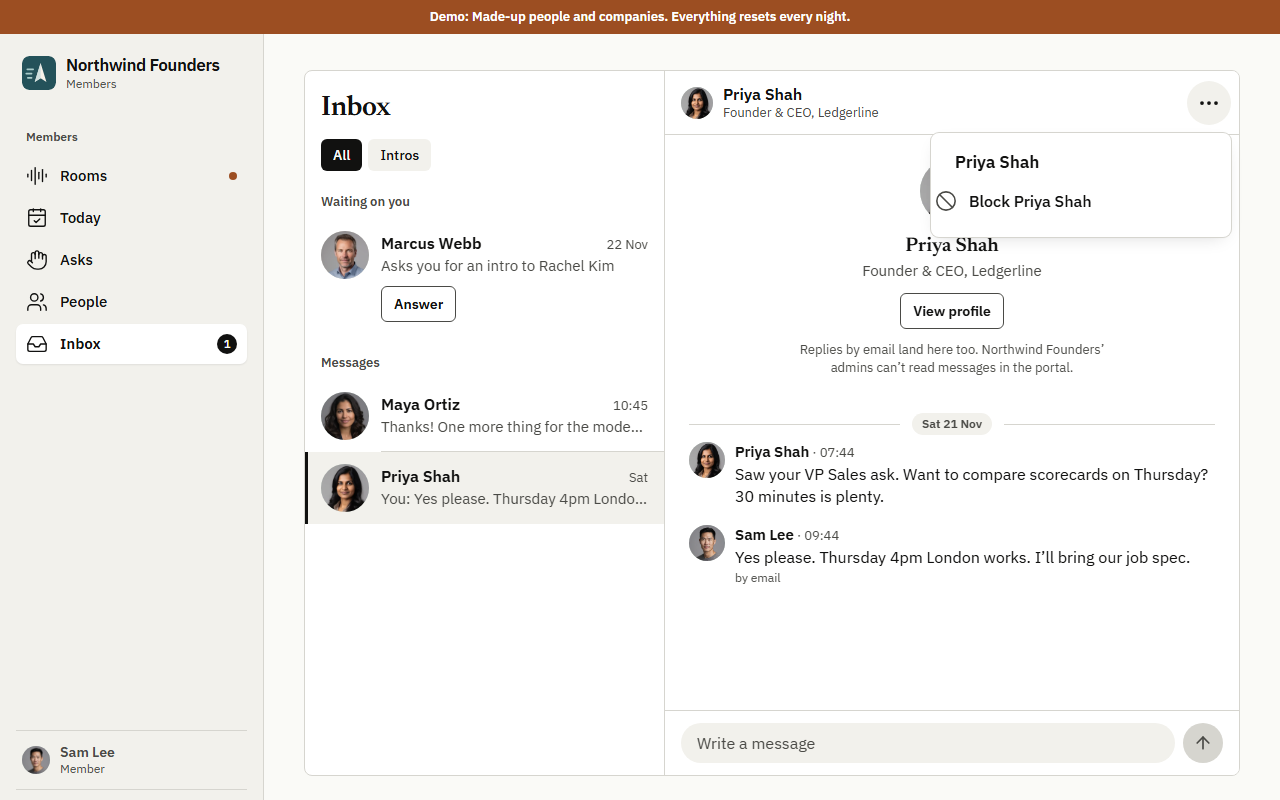 Demo: Made-up people and companies. Everything resets every night.
Northwind Founders
Members
Members
Rooms
Today
Asks
People
Inbox
1
Sam Lee
Member
Inbox
All
Intros
Waiting on you
Marcus Webb
22 Nov
Asks you for an intro to Rachel Kim
Answer
Messages
Maya Ortiz
10:45
Thanks! One more thing for the mode...
Priya Shah
Sat
You: Yes please. Thursday 4pm Londo...
Priya Shah
Founder & CEO, Ledgerline
Priya Shah
Block Priya Shah
Priya Shah
Founder & CEO, Ledgerline
View profile
Replies by email land here too. Northwind Founders’
admins can’t read messages in the portal.
Sat 21 Nov
Priya Shah · 07:44
Saw your VP Sales ask. Want to compare scorecards on Thursday?
30 minutes is plenty.
Sam Lee · 09:44
Yes please. Thursday 4pm London works. I’ll bring our job spec.
by email
Write a message